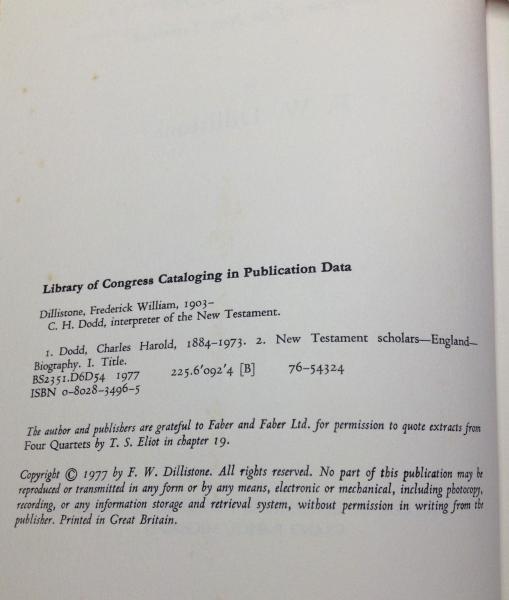 Library of Congress Cataloging in Publication Data
Dillistone, Frederick William, 1903–
C. H. Dodd, interpreter of the New Testament.
1. Dodd, Charles Harold, 1884-1973. 2. New Testament scholars—England—
Biography. I. Title.
BS2351.D6D54 1977 225.6'092'4 [B] 76-54324
ISBN 0-8028-3496-5
The author and publishers are grateful to Faber and Faber Ltd. for permission to quote extracts from
Four Quartets by T. S. Eliot in chapter 19.
Copyright © 1977 by F. W. Dillistone. All rights reserved. No part of this publication may be
reproduced or transmitted in any form or by any means, electronic or mechanical, including photocopy,
recording, or any information storage and retrieval system, without permission in writing from the
publisher. Printed in Great Britain.